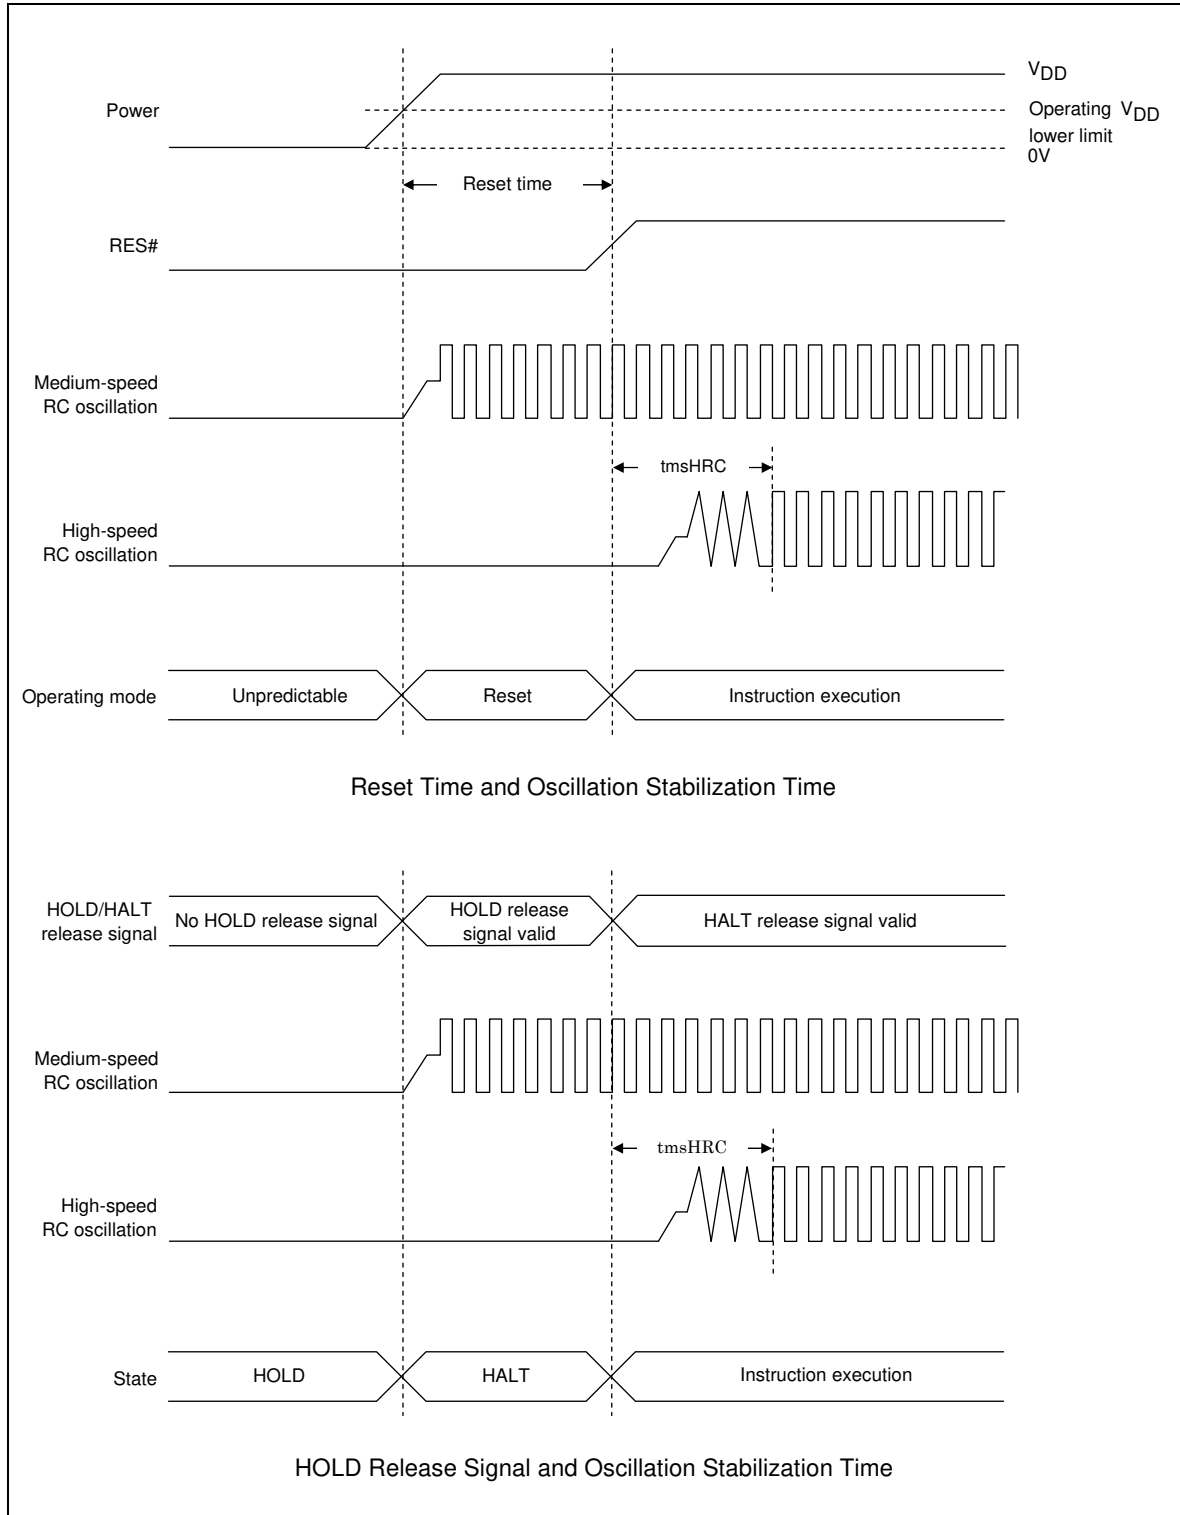 Power
VDD
Operating VDD
lower limit
0V
Reset time
RES#
Medium-speed
RC oscillation
tmsHRC
High-speed
RC oscillation
Operating mode
Unpredictable
Reset
Instruction execution
Reset Time and Oscillation Stabilization Time
HOLD/HALT
release signal
No HOLD release signal
HOLD release
signal valid
HALT release signal valid
Medium-speed
RC oscillation
tmsHRC
High-speed
RC oscillation
State
HOLD
HALT
Instruction execution
HOLD Release Signal and Oscillation Stabilization Time